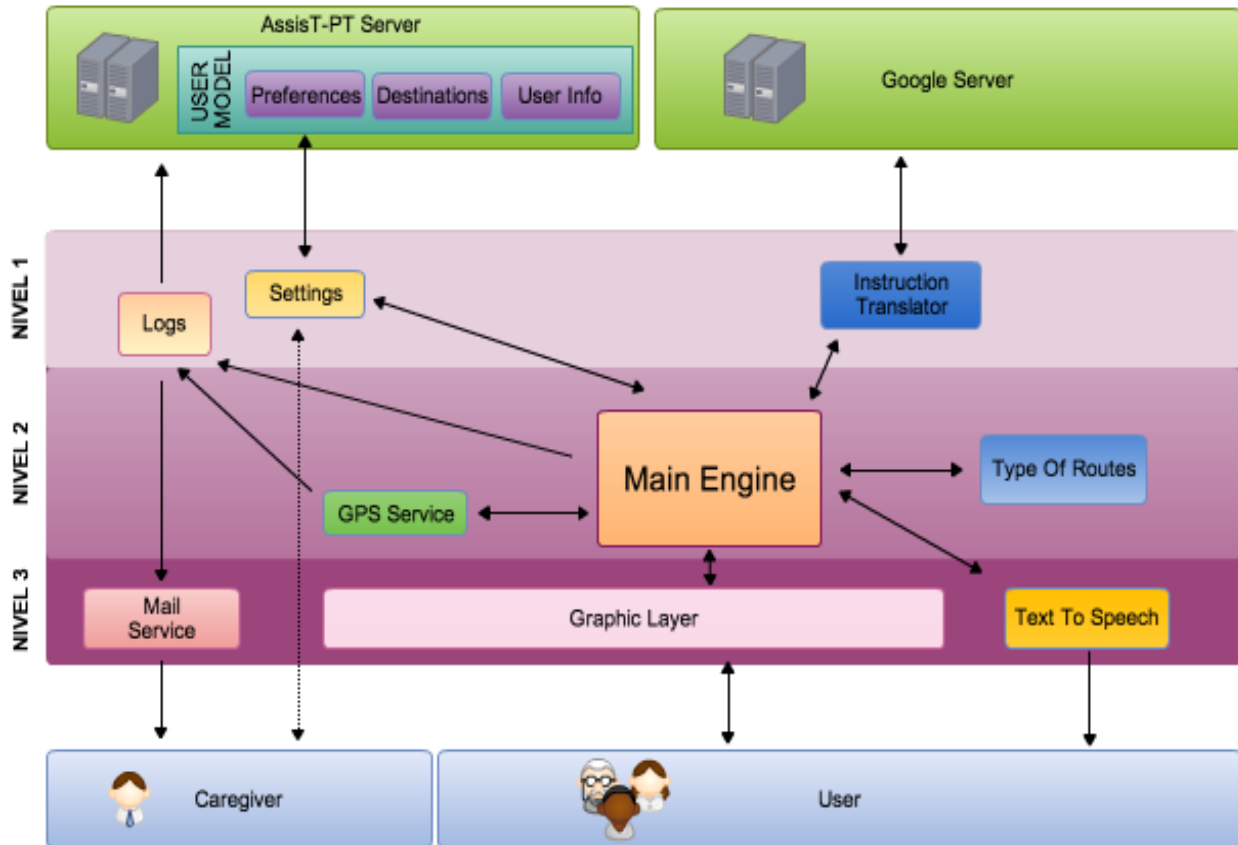 AssisT-PT Server
USER
MODEL
Preferences
Destinations
User Info
Google Server
NIVEL 1
Settings
Logs
Instruction
Translator
NIVEL 2
Main Engine
Type Of Routes
GPS Service
NIVEL 3
Mail
Service
Graphic Layer
Text To Speech
Caregiver
User